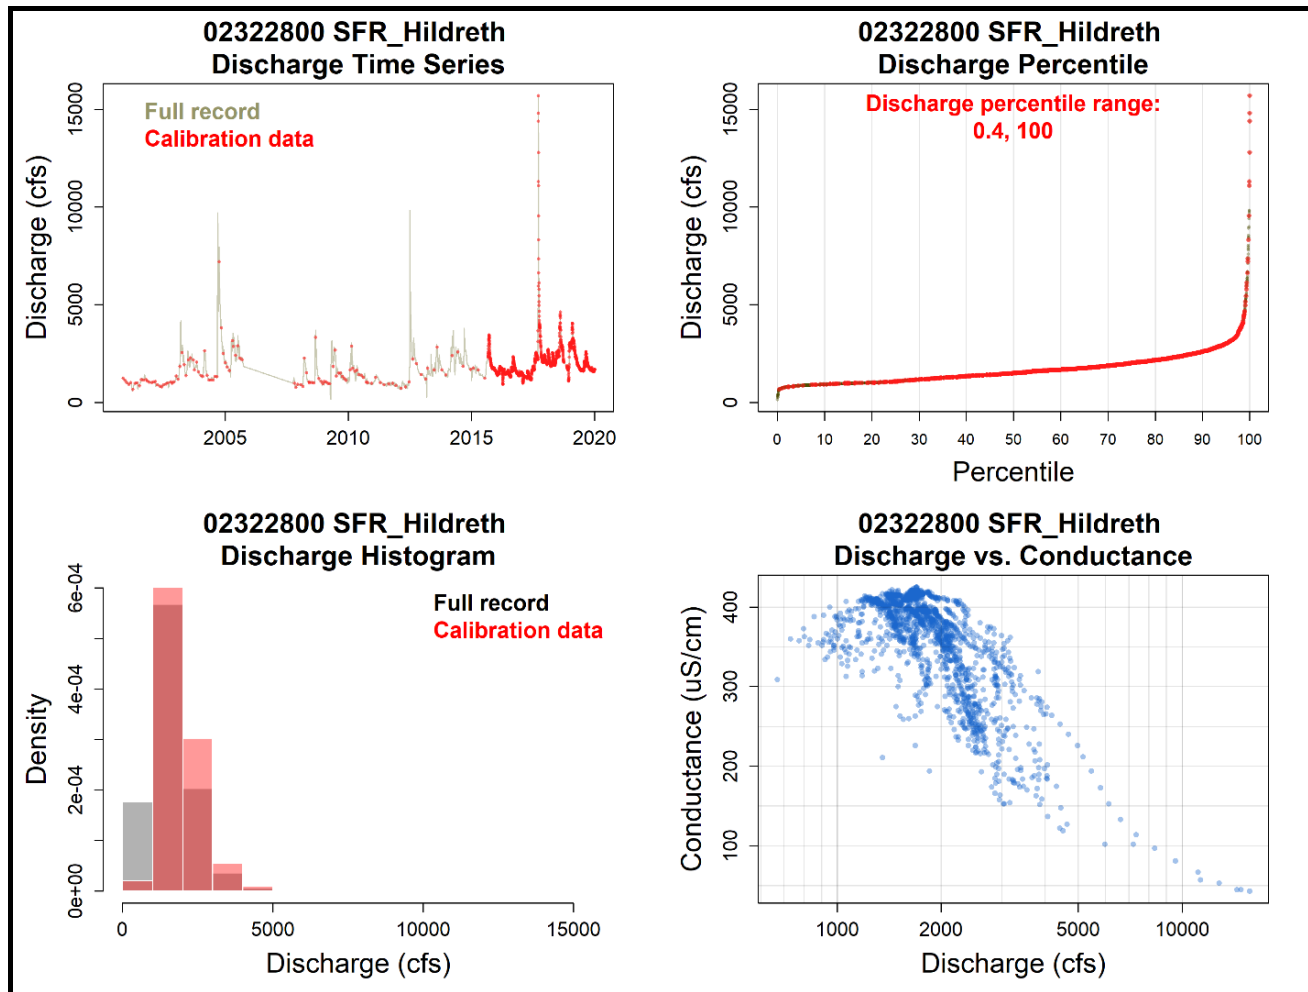 02322800 SFR_Hildreth
Discharge Time Series
Full record
Calibration data
Discharge (cfs)
0
5000
10000
15000
2005
2010
2015
2020
02322800 SFR_Hildreth
Discharge Percentile
Discharge percentile range:
0.4, 100
Discharge (cfs)
0
5000
10000
15000
0
10
20
30
40
50
60
70
80
90
100
Percentile
02322800 SFR_Hildreth
Discharge Histogram
Full record
Calibration data
Density
0e+00
2e-04
4e-04
6e-04
0
5000
10000
15000
Discharge (cfs)
02322800 SFR_Hildreth
Discharge vs. Conductance
Conductance (uS/cm)
100
200
300
400
1000
2000
5000
10000
Discharge (cfs)